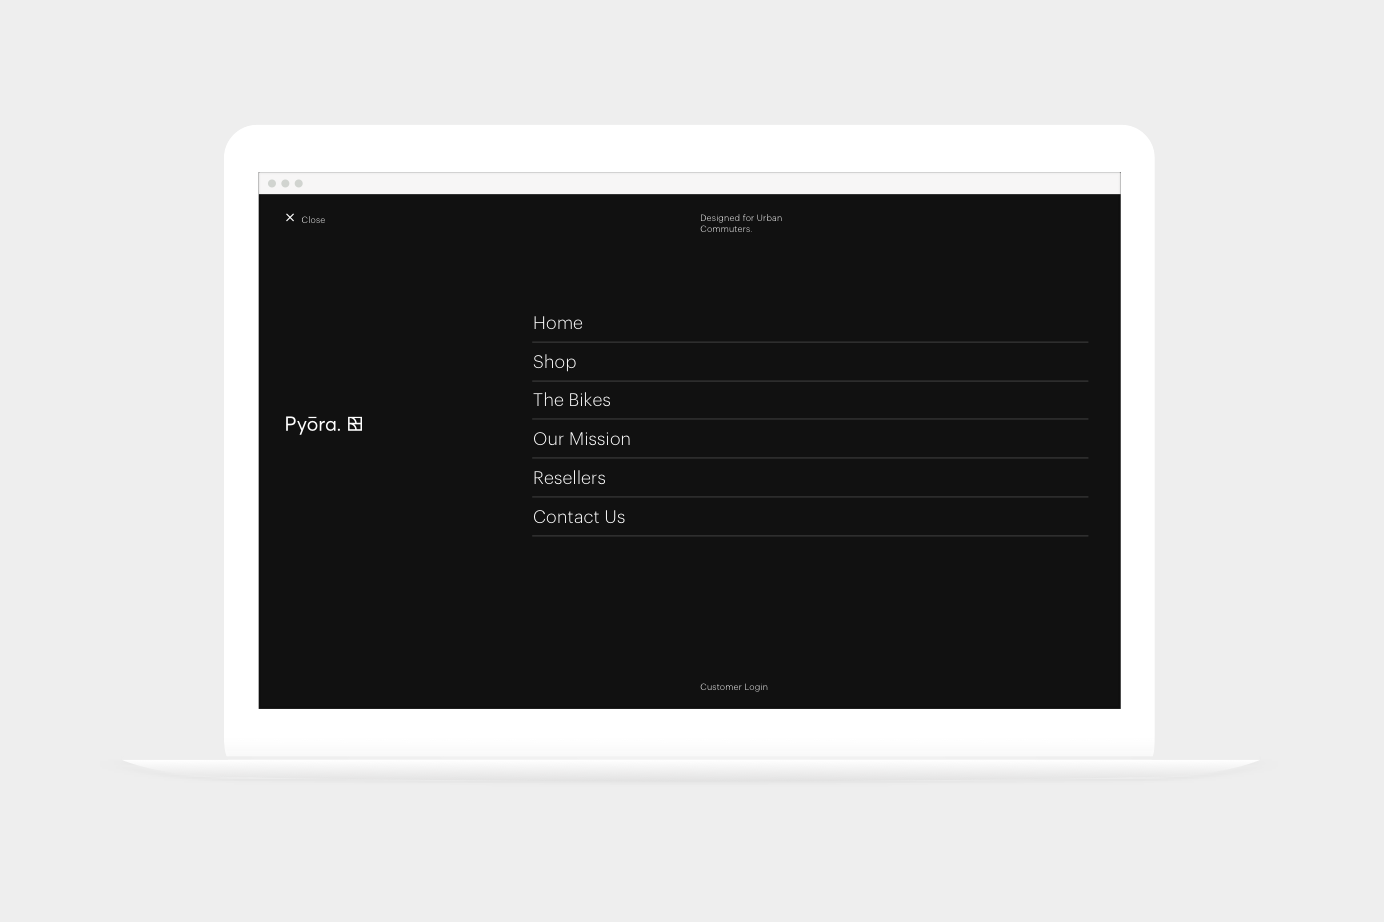 Close
Designed for Urban
Commuters.
Home
Shop
The Bikes
Our Mission
Resellers
Contact Us
Pyōra.
Customer Login